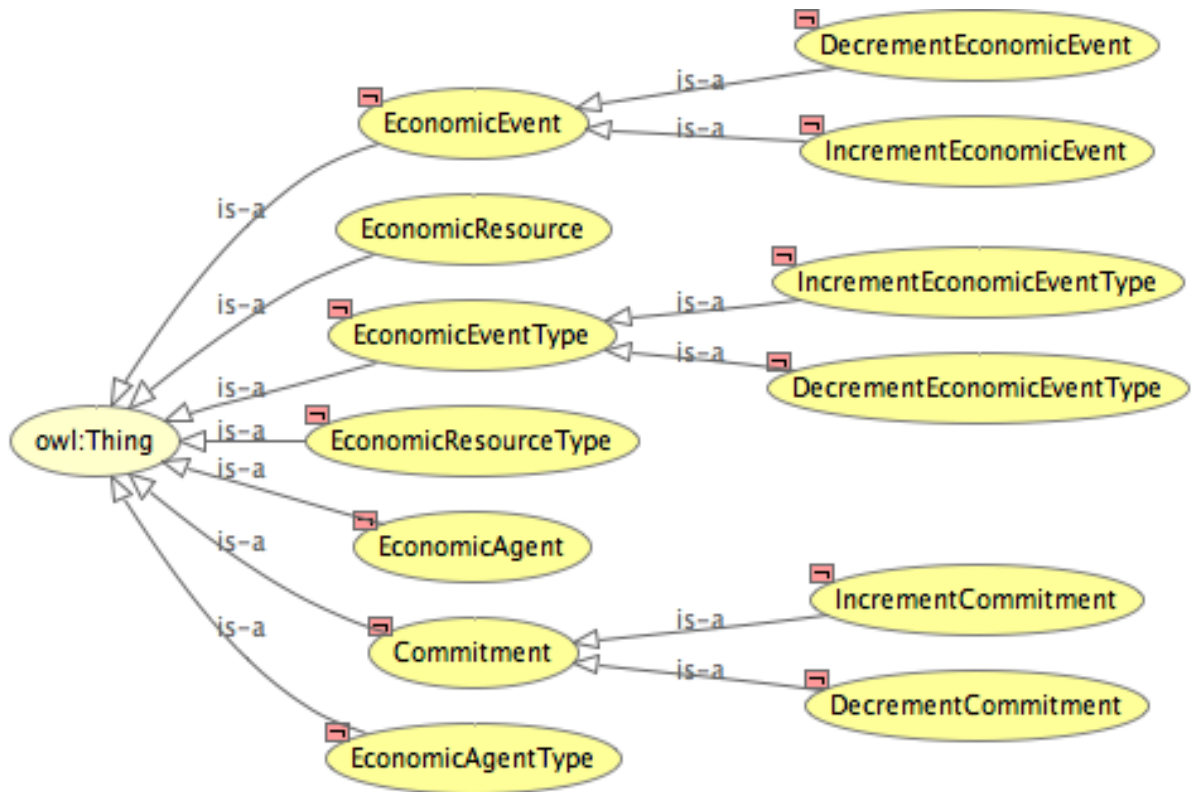 DecrementEconomicEvent
is-a
EconomicEvent
is-a
IncrementEconomicEvent
is-a
EconomicResource
is-a
IncrementEconomicEventType
is-a
EconomicEventType
is-a
DecrementEconomicEventType
is-a
owl:Thing
is-a
EconomicResourceType
is-a
EconomicAgent
is-a
IncrementCommitment
is-a
Commitment
is-a
is-a
DecrementCommitment
EconomicAgentType